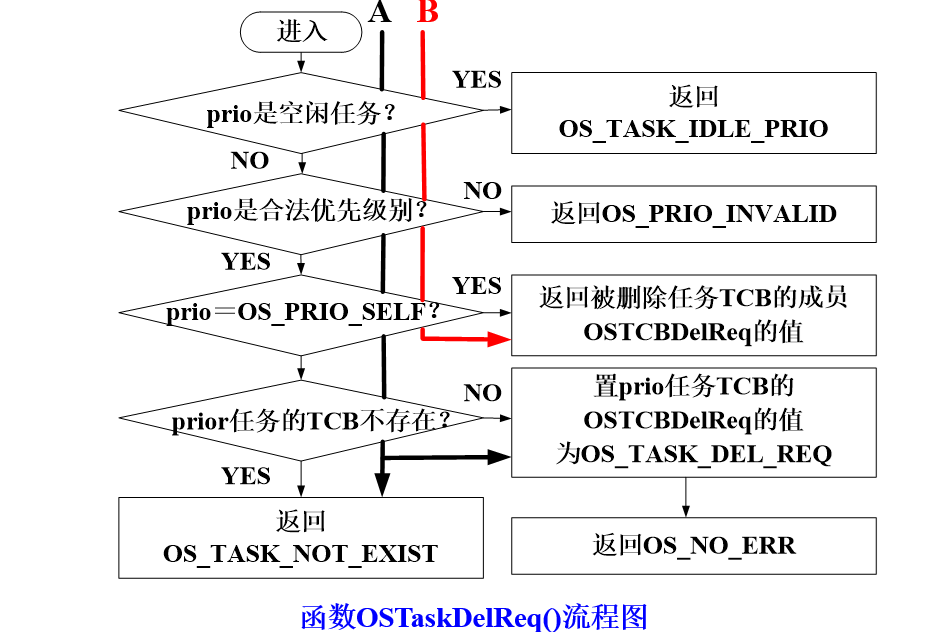 A
B
进入
YES
prio是空闲任务?
返回
OS_TASK_IDLE_PRIO
NO
NO
prio是合法优先级别?
返回OS_PRIO_INVALID
YES
YES
prio＝OS_PRIO_SELF?
返回被删除任务TCB的成员
OSTCBDelReq的值
NO
prior任务的TCB不存在?
置prio任务TCB的
OSTCBDelReq的值
为OS_TASK_DEL_REQ
YES
返回
OS_TASK_NOT_EXIST
返回OS_NO_ERR
函数OSTaskDelReq()流程图